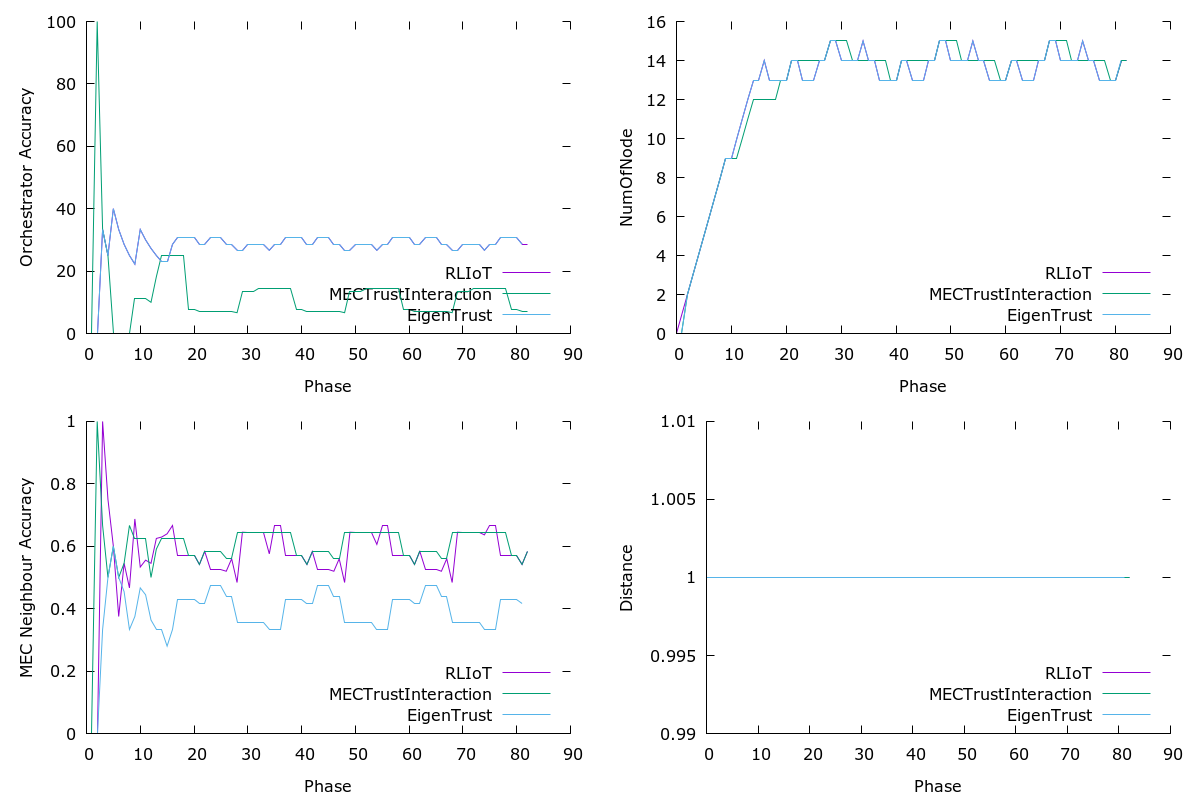 Orchestrator Accuracy
100
80
60
40
20
0
0 10 20 30 40 50 60 70 80 90
Phase
RLIoT
MECTrustInteraction
EigenTrust
NumOfNode
16
14
12
10
8
6
4
2
0
0 10 20 30 40 50 60 70 80 90
Phase
RLIoT
MECTrustInteraction
EigenTrust
MEC Neighbour Accuracy
1
0.8
0.6
0.4
0.2
0
0 10 20 30 40 50 60 70 80 90
Phase
RLIoT
MECTrustInteraction
EigenTrust
Distance
1.01
1.005
1
0.995
0.99
0 10 20 30 40 50 60 70 80 90
Phase
RLIoT
MECTrustInteraction
EigenTrust